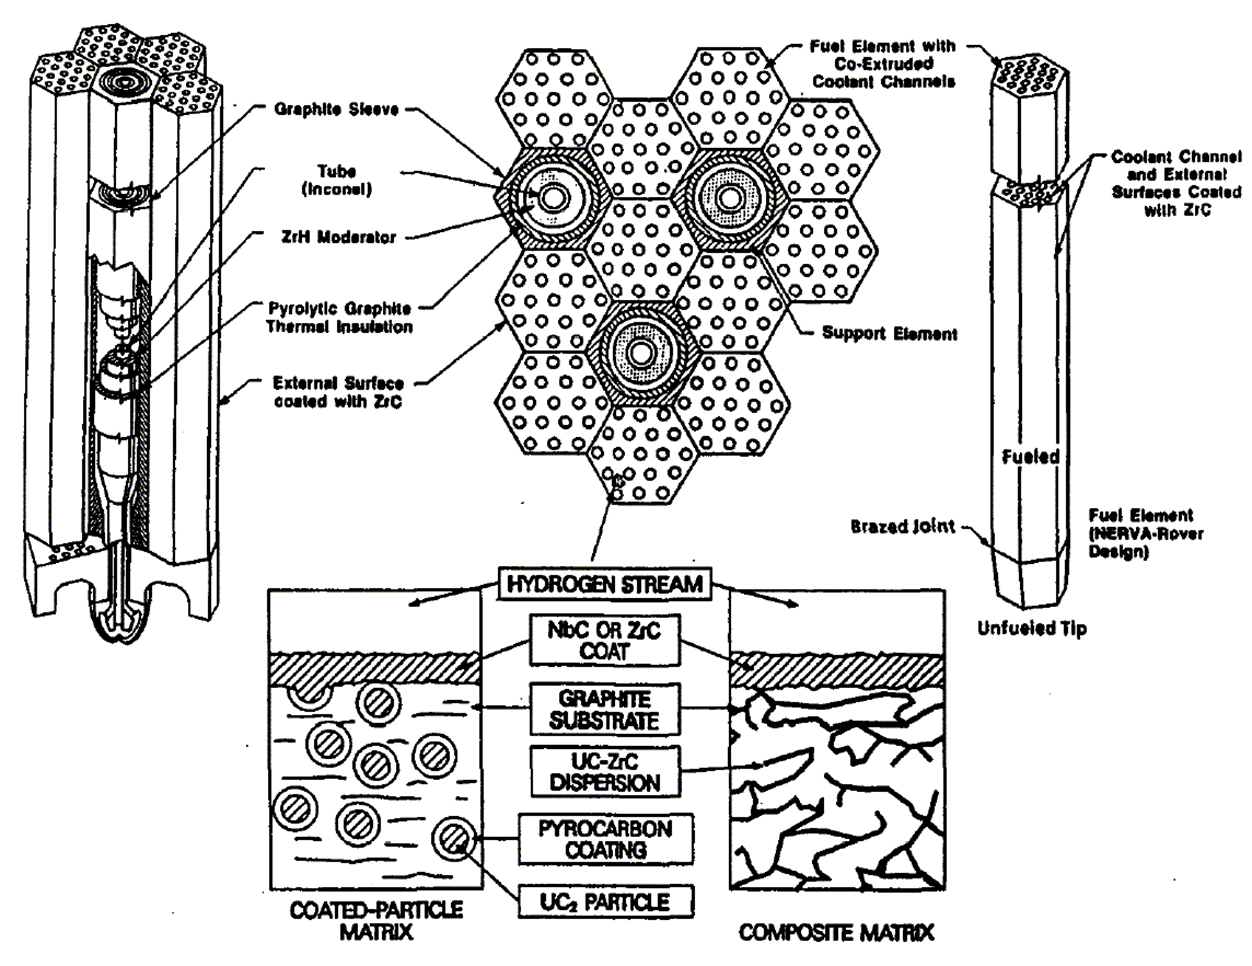 Fuel Element with
Co-Extruded
Coolant Channels
Graphite Sleeve
Tube
(Inconel)
ZrH Moderator
Pyrolytic Graphite
Thermal Insulation
External Surface
coated with ZrC
Support Element
Coolant Channel
and External
Surfaces Coated
with ZrC
Fueled
Brazed Joint
Fuel Element
(NERVA-Rover
Design)
Unfueled Tip
HYDROGEN STREAM
NbC OR ZrC
COAT
GRAPHITE
SUBSTRATE
UC-ZrC
DISPERSION
PYROCARBON
COATING
UC₂ PARTICLE
COATED-PARTICLE
MATRIX
COMPOSITE MATRIX